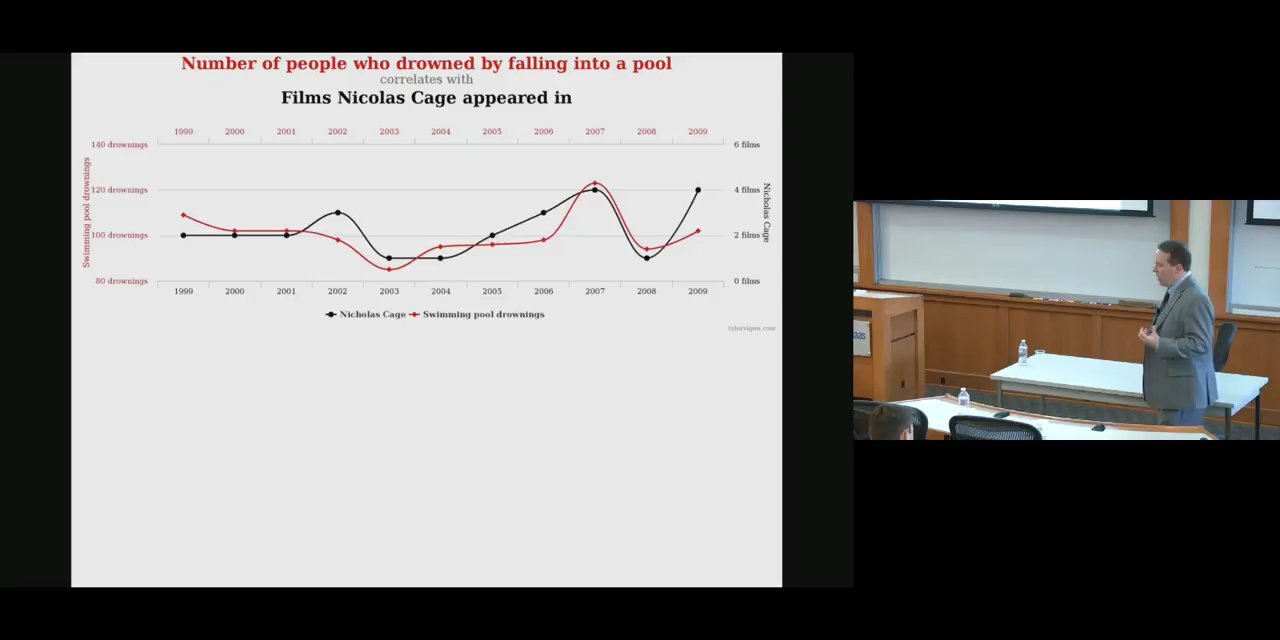 Number of people who drowned by falling into a pool
correlates with
Films Nicolas Cage appeared in
1999 2000 2001 2002 2003 2004 2005 2006 2007 2008 2009
140 drownings 6 films
120 drownings 4 films
100 drownings 2 films
80 drownings 0 films
Swimming pool drownings
Nicholas Cage
1999 2000 2001 2002 2003 2004 2005 2006 2007 2008 2009
Nicholas Cage Swimming pool drownings
tylervigen.com
aas